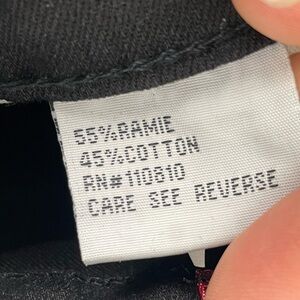 55%RAMIE
45%COTTON
RN#110810
CARE SEE REVERSE